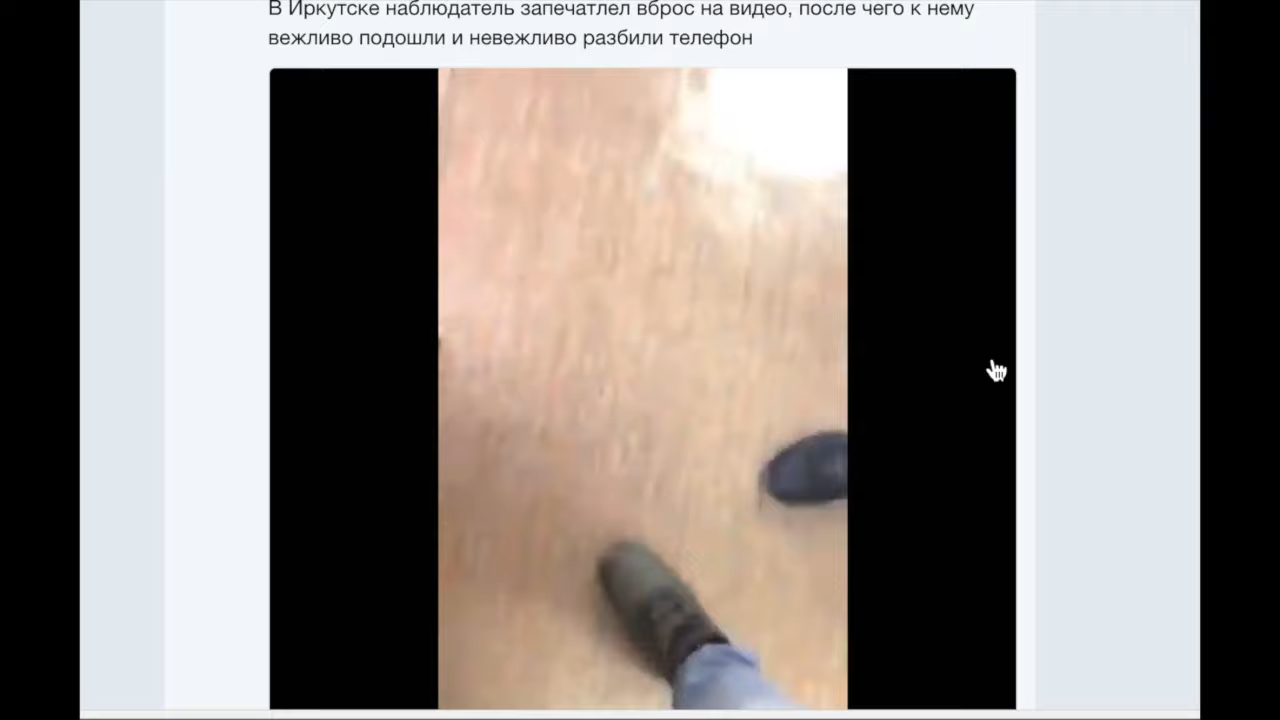 В Иркутске наблюдатель запечатлел вброс на видео, после чего к нему
вежливо подошли и невежливо разбили телефон